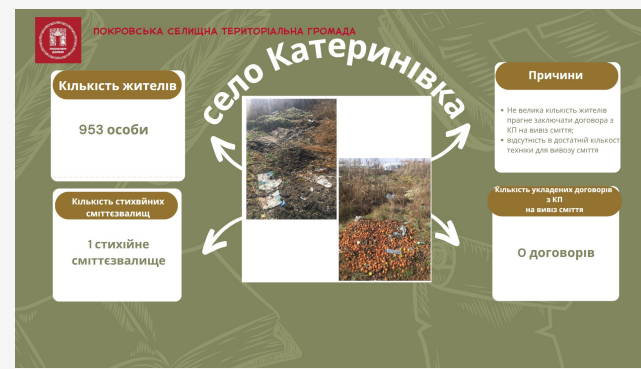 ПОКРОВСЬКА СЕЛИЩНА ТЕРИТОРІАЛЬНА ГРОМАДА
село Катеринівка
Кількість жителів
953 особи
Кількість стихвйних
сміттєзвалищ
1 стихійне
сміттєзвалище
Причини
Не велика кількість жителів
прагне заключати договора з
КП на вивіз сміття;
відсутність в достатній кількост
техніки для вивозу сміття
Кількість укладених договорів
з КП
на вивіз сміття
0 договорів